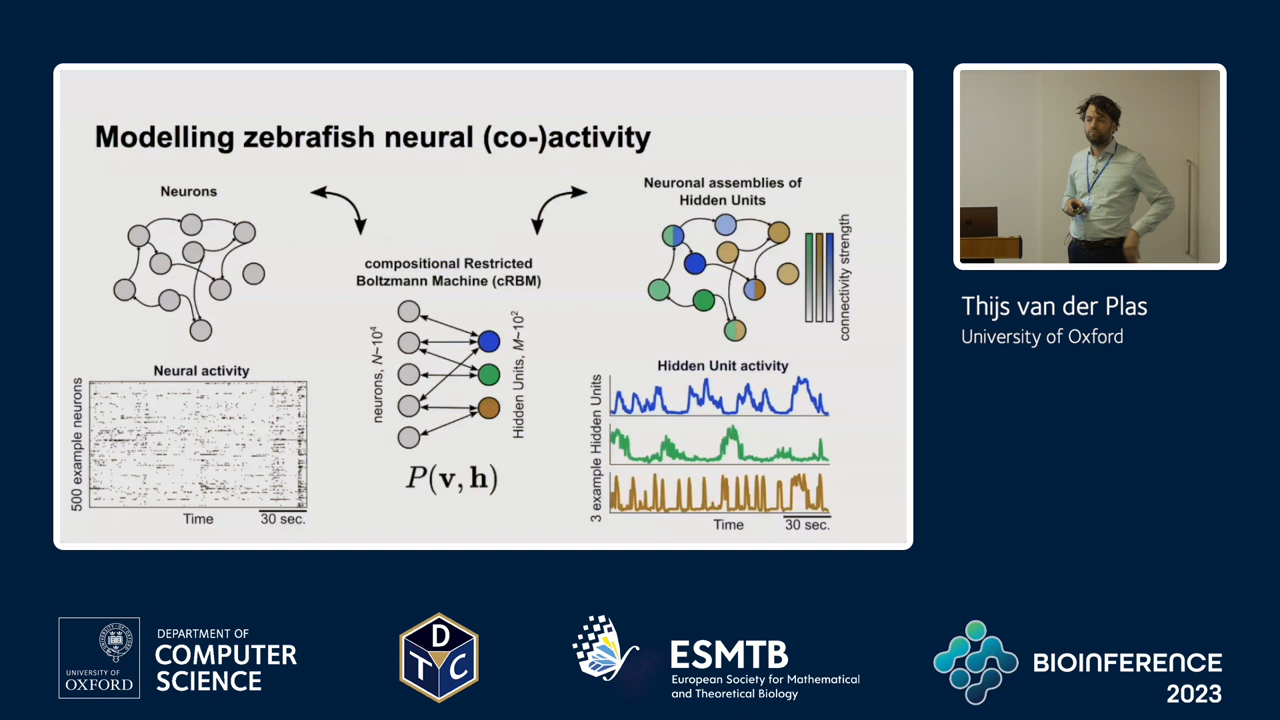 Modelling zebrafish neural (co-)activity
Neurons
Neural activity
500 example neurons
Time
30 sec.
compositional Restricted
Boltzmann Machine (cRBM)
neurons, N~10⁴
Hidden Units, M~10²
P(v, h)
Neuronal assemblies of
Hidden Units
connectivity strength
Hidden Unit activity
3 example Hidden Units
Time
30 sec.
Thijs van der Plas
University of Oxford
UNIVERSITY OF
OXFORD
DEPARTMENT OF
COMPUTER
SCIENCE
D
T C
ESMTB
European Society for Mathematical
and Theoretical Biology
BIOINFERENCE
2023